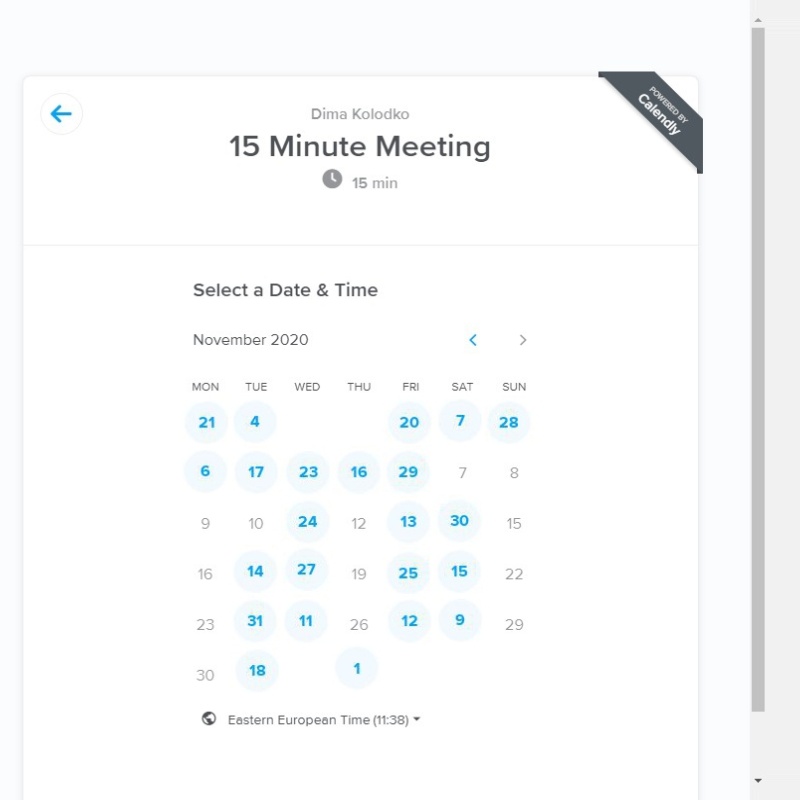 POWERED BY
Calendly
Dima Kolodko
15 Minute Meeting
15 min
Select a Date & Time
November 2020
MON TUE WED THU FRI SAT SUN
21 4 20 7 28
6 17 23 16 29 7 8
9 10 24 12 13 30 15
16 14 27 19 25 15 22
23 31 11 26 12 9 29
30 18 1
Eastern European Time (11:38)